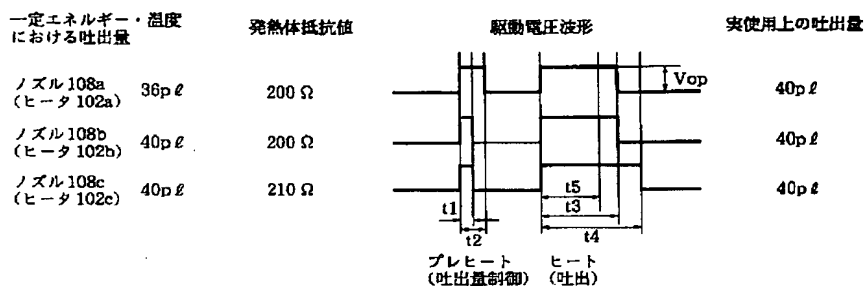 一定エネルギー・温度
における吐出量
発熱体抵抗値
駆動電圧波形
実使用上の吐出量
ノズル108a
(ヒータ102a)
36pℓ
200 Ω
Vop
40pℓ
ノズル108b
(ヒータ102b)
40pℓ
200 Ω
40pℓ
ノズル108c
(ヒータ102c)
40pℓ
210 Ω
40pℓ
t1
t2
t5
t3
t4
プレヒート
(吐出量制御)
ヒート
(吐出)